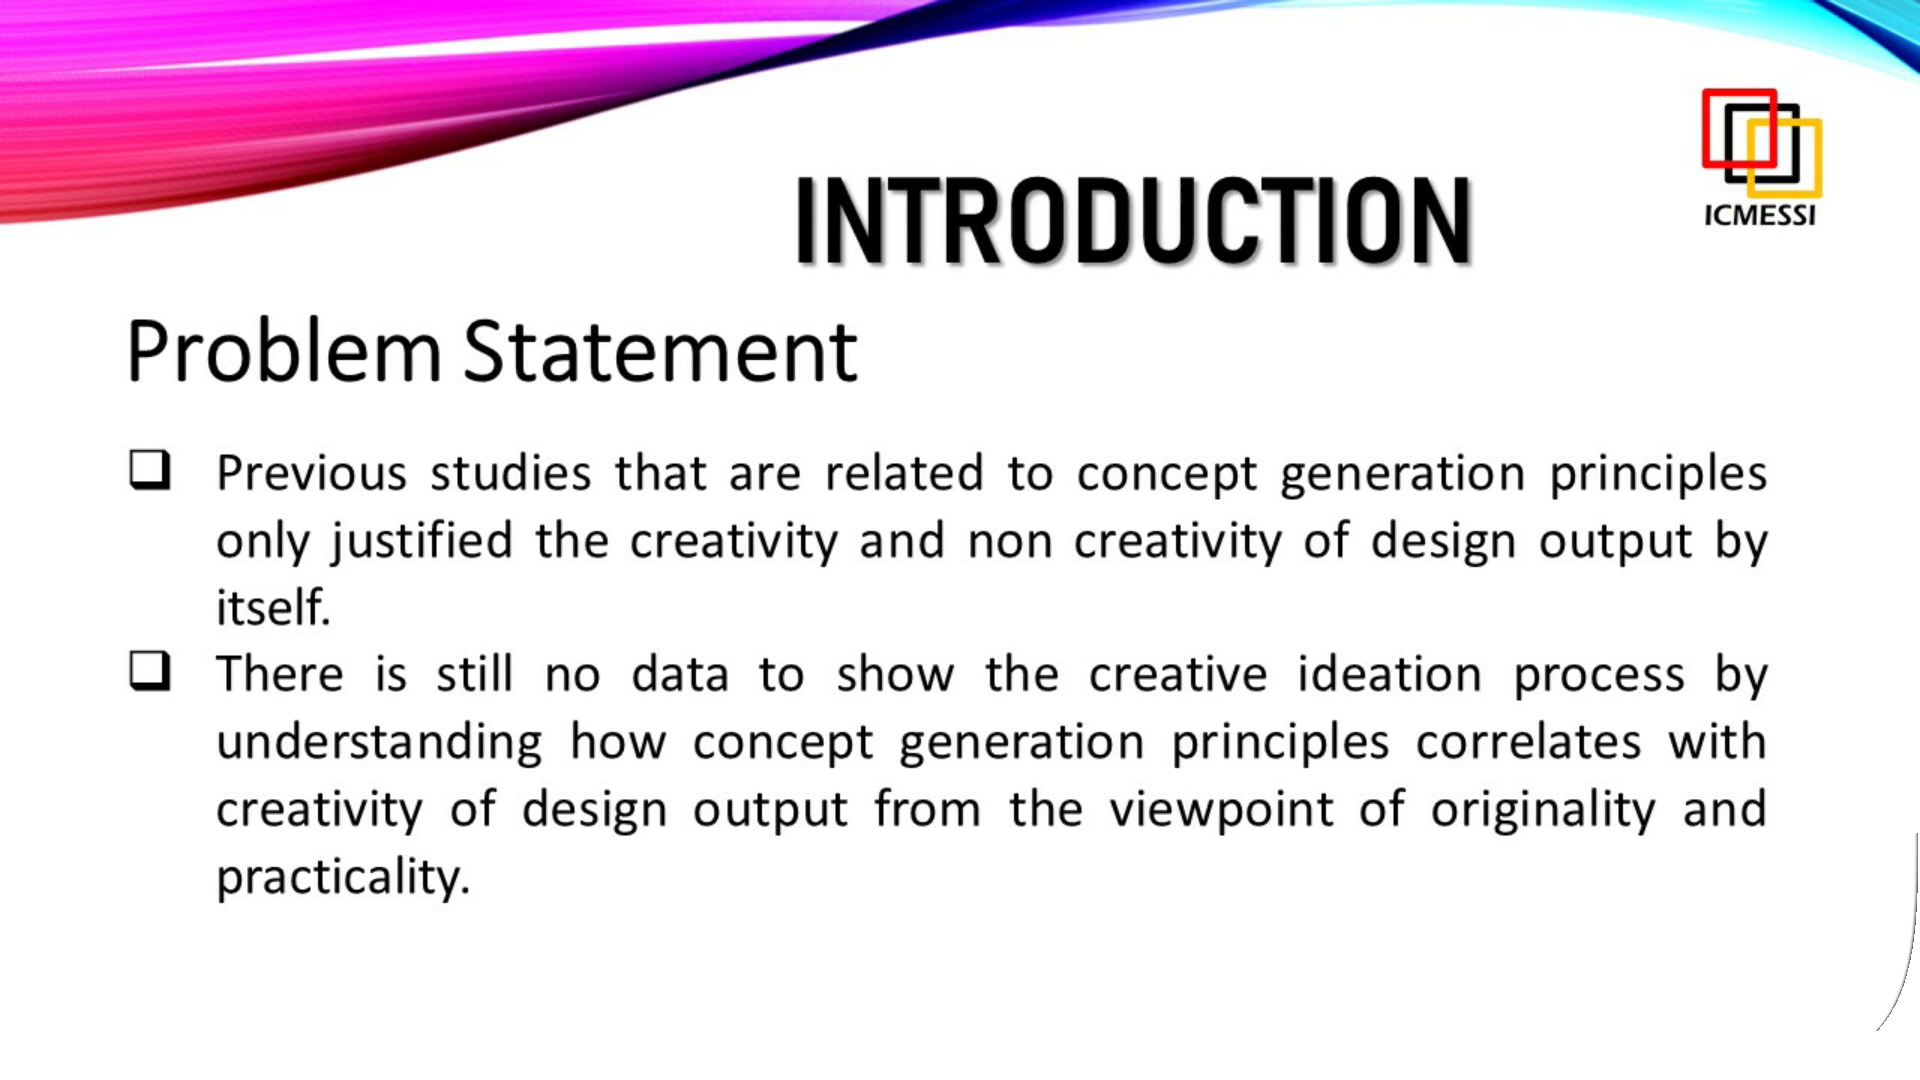 INTRODUCTION
ICMESSI
Problem Statement
❑ Previous studies that are related to concept generation principles
only justified the creativity and non creativity of design output by
itself.
❑ There is still no data to show the creative ideation process by
understanding how concept generation principles correlates with
creativity of design output from the viewpoint of originality and
practicality.